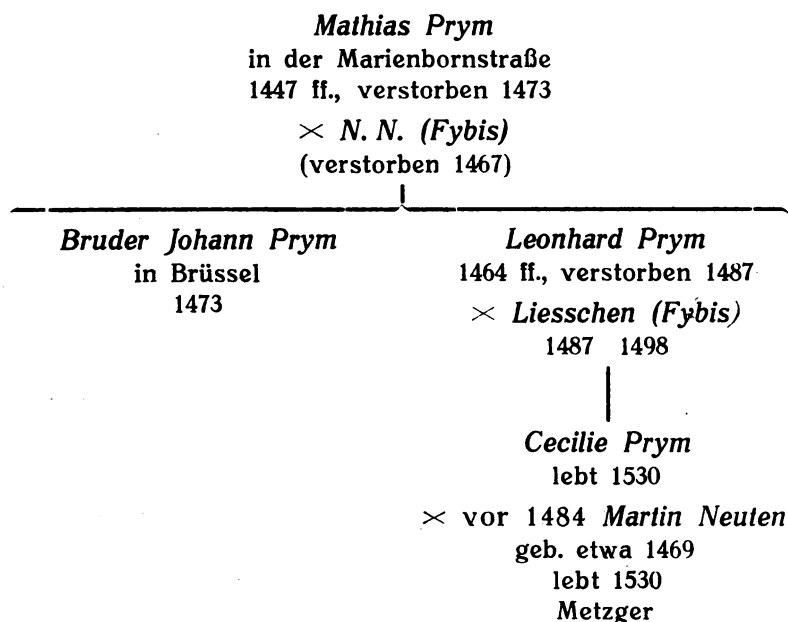 Mathias Prym
in der Marienbornstraße
1447 ff., verstorben 1473
× N. N. (Fybis)
(verstorben 1467)
Bruder Johann Prym
in Brüssel
1473
Leonhard Prym
1464 ff., verstorben 1487
× Liesschen (Fybis)
1487 1498
Cecilie Prym
lebt 1530
× vor 1484 Martin Neuten
geb. etwa 1469
lebt 1530
Metzger